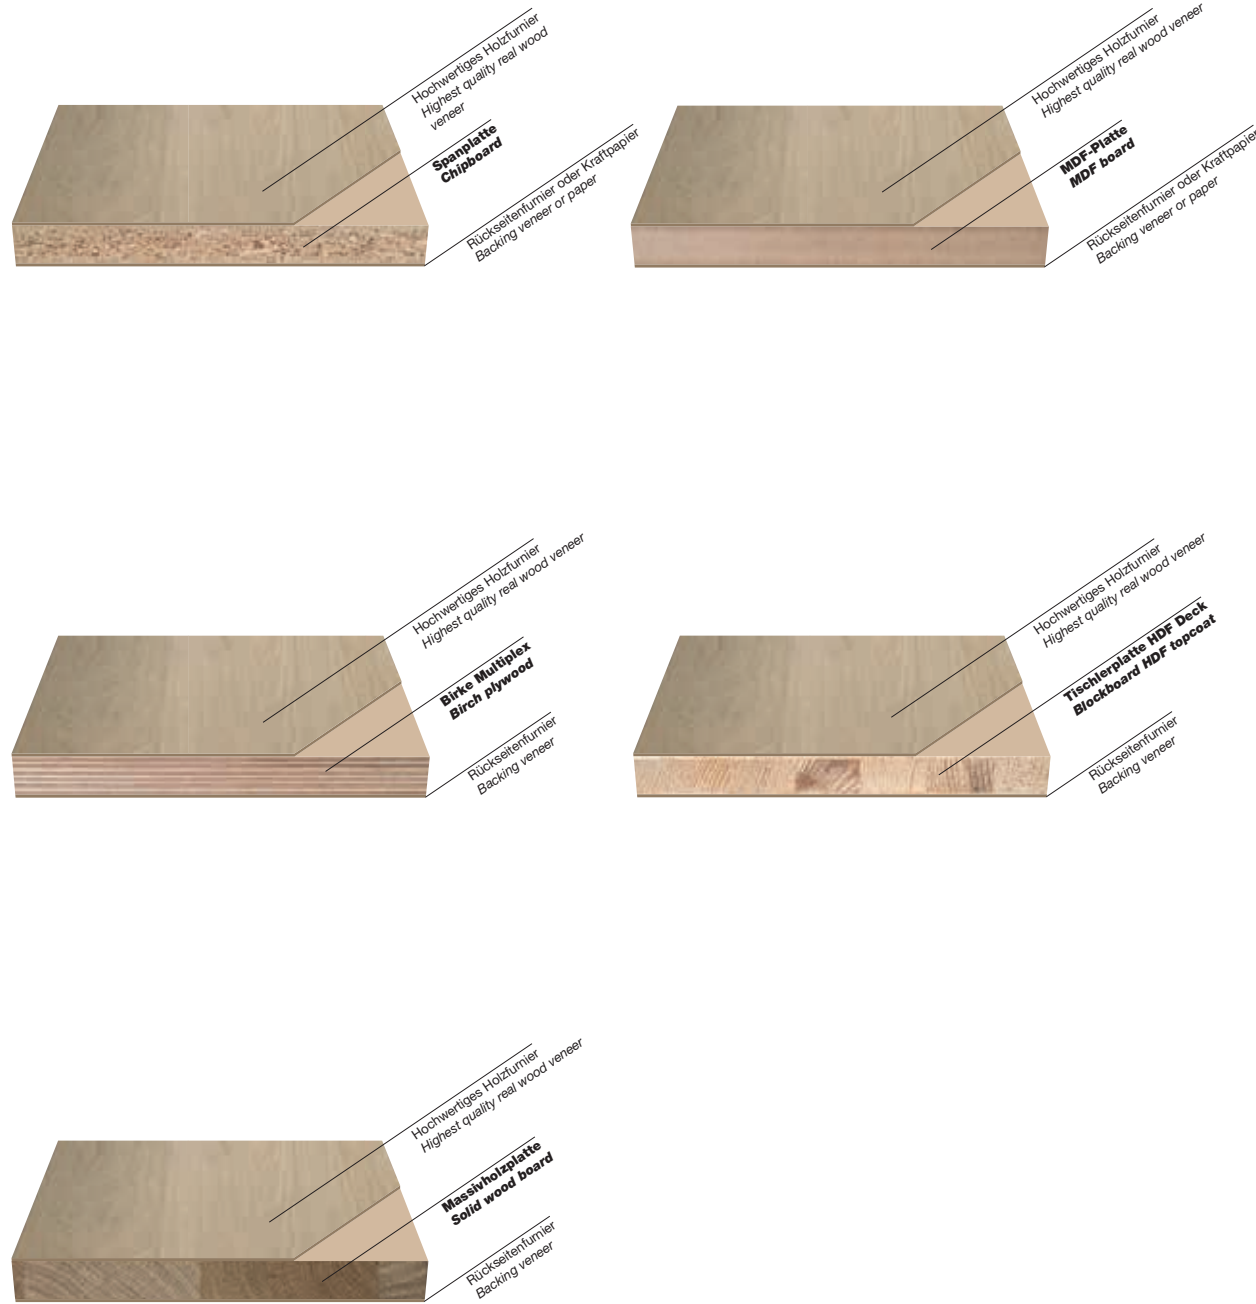 Hochwertiges Holzfurnier
Highest quality real wood
veneer
Spanplatte
Chipboard
Rückseitenfurnier oder Kraftpapier
Backing veneer or paper
Hochwertiges Holzfurnier
Highest quality real wood veneer
MDF-Platte
MDF board
Rückseitenfurnier oder Kraftpapier
Backing veneer or paper
Hochwertiges Holzfurnier
Highest quality real wood veneer
Birke Multiplex
Birch plywood
Rückseitenfurnier
Backing veneer
Hochwertiges Holzfurnier
Highest quality real wood veneer
Tischlerplatte HDF Deck
Blockboard HDF topcoat
Rückseitenfurnier
Backing veneer
Hochwertiges Holzfurnier
Highest quality real wood veneer
Massivholzplatte
Solid wood board
Rückseitenfurnier
Backing veneer